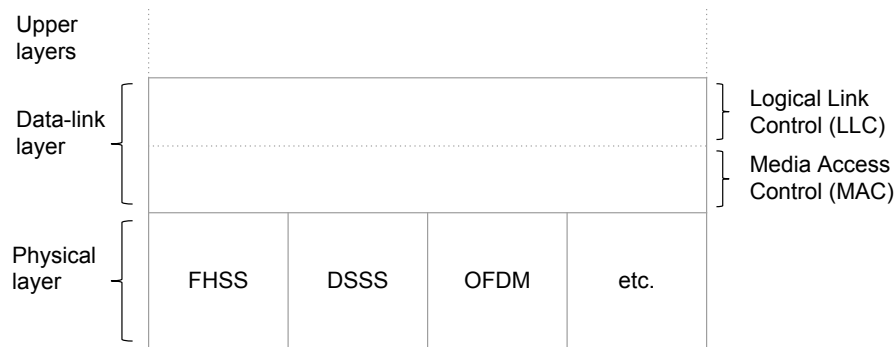 Upper
layers
Data-link
layer
Logical Link
Control (LLC)
Media Access
Control (MAC)
Physical
layer
FHSS
DSSS
OFDM
etc.